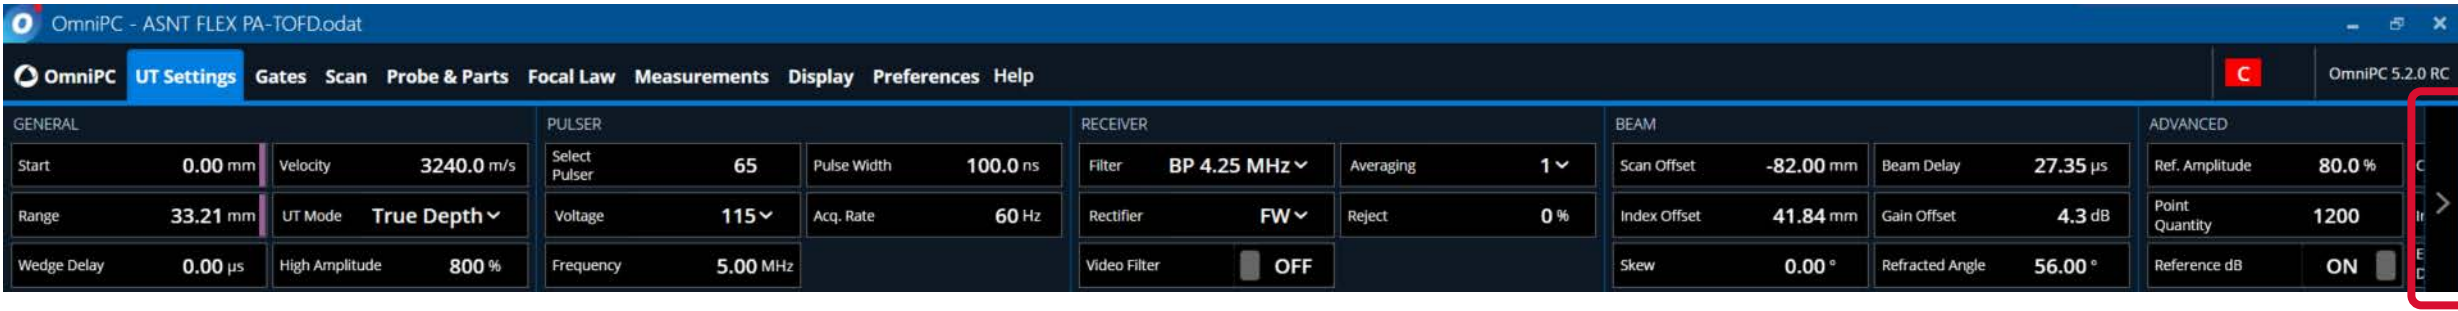 OmniPC - ASNT FLEX PA-TOFD.odat
OmniPC UT Settings Gates Scan Probe & Parts Focal Law Measurements Display Preferences Help C OmniPC 5.2.0 RC
GENERAL PULSER RECEIVER BEAM ADVANCED
Start 0.00 mm Velocity 3240.0 m/s Select Pulser 65 Pulse Width 100.0 ns Filter BP 4.25 MHz Averaging 1 Scan Offset -82.00 mm Beam Delay 27.35 µs Ref. Amplitude 80.0 %
Range 33.21 mm UT Mode True Depth Voltage 115 Acq. Rate 60 Hz Rectifier FW Reject 0 % Index Offset 41.84 mm Gain Offset 4.3 dB Point Quantity 1200
Wedge Delay 0.00 µs High Amplitude 800 % Frequency 5.00 MHz Video Filter OFF Skew 0.00 ° Refracted Angle 56.00 ° Reference dB ON